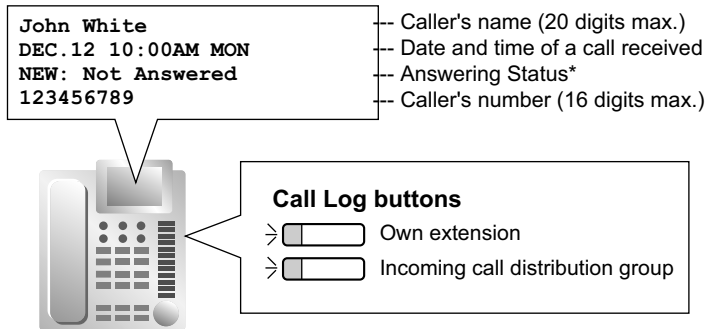 John White --- Caller's name (20 digits max.)
DEC.12 10:00AM MON --- Date and time of a call received
NEW: Not Answered --- Answering Status*
123456789 --- Caller's number (16 digits max.)
Call Log buttons
Own extension
Incoming call distribution group